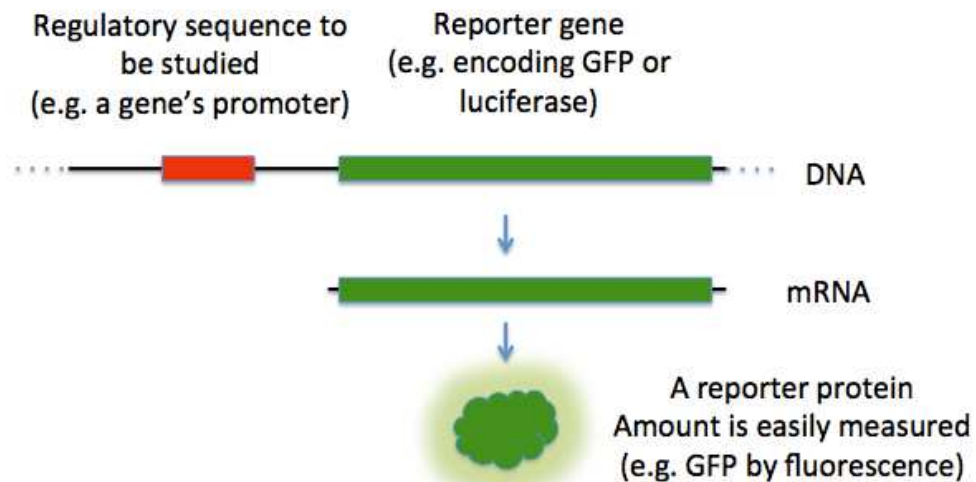 Regulatory sequence to
be studied
(e.g. a gene's promoter)
Reporter gene
(e.g. encoding GFP or
luciferase)
DNA
mRNA
A reporter protein
Amount is easily measured
(e.g. GFP by fluorescence)